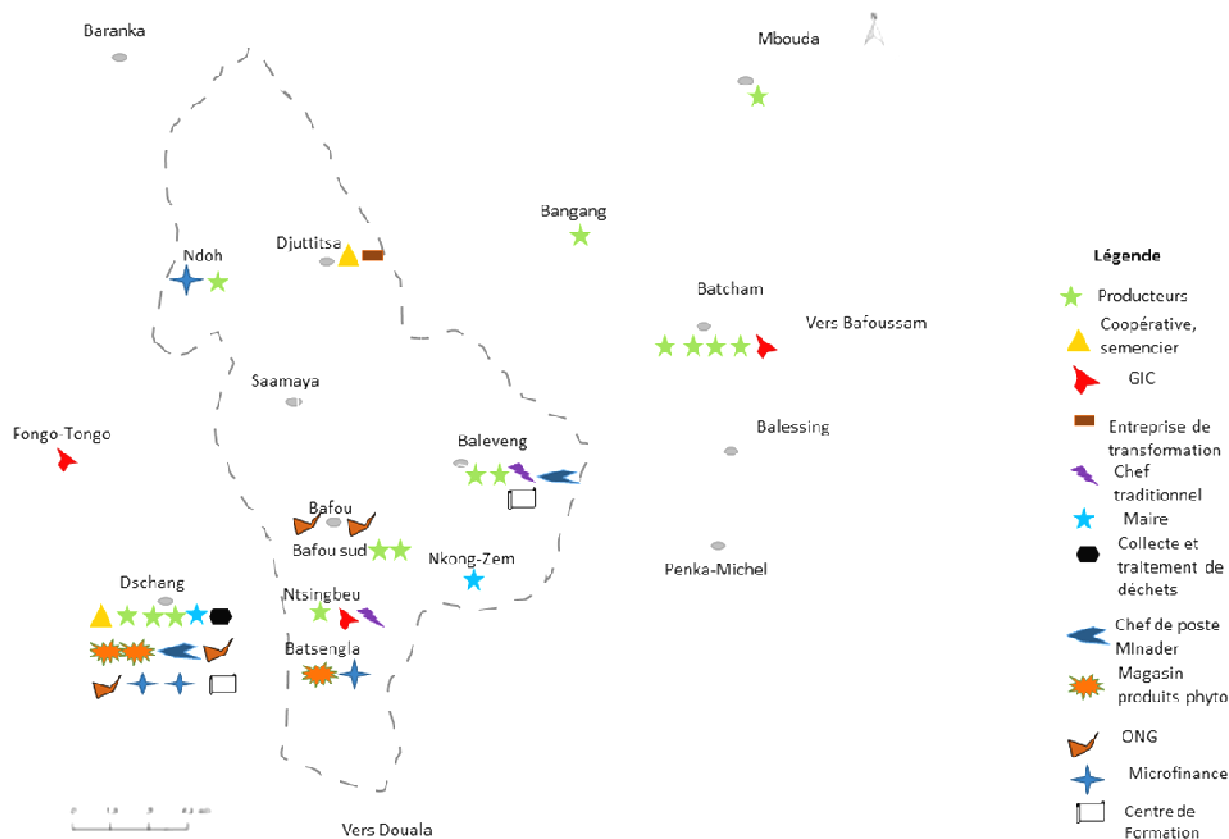 Baranka
Mbouda
Bangang
Djuttitsa
Ndoh
Batcham
Vers Bafoussam
Saamaya
Fongo-Tongo
Baleveng
Balessing
Bafou
Bafou sud
Nkong-Zem
Penka-Michel
Dschang
Ntsingbeu
Batsengla
Vers Douala
Légende
Producteurs
Coopérative,
semencier
GIC
Entreprise de
transformation
Chef
traditionnel
Maire
Collecte et
traitement de
déchets
Chef de poste
MInader
Magasin
produits phyto
ONG
Microfinance
Centre de
Formation